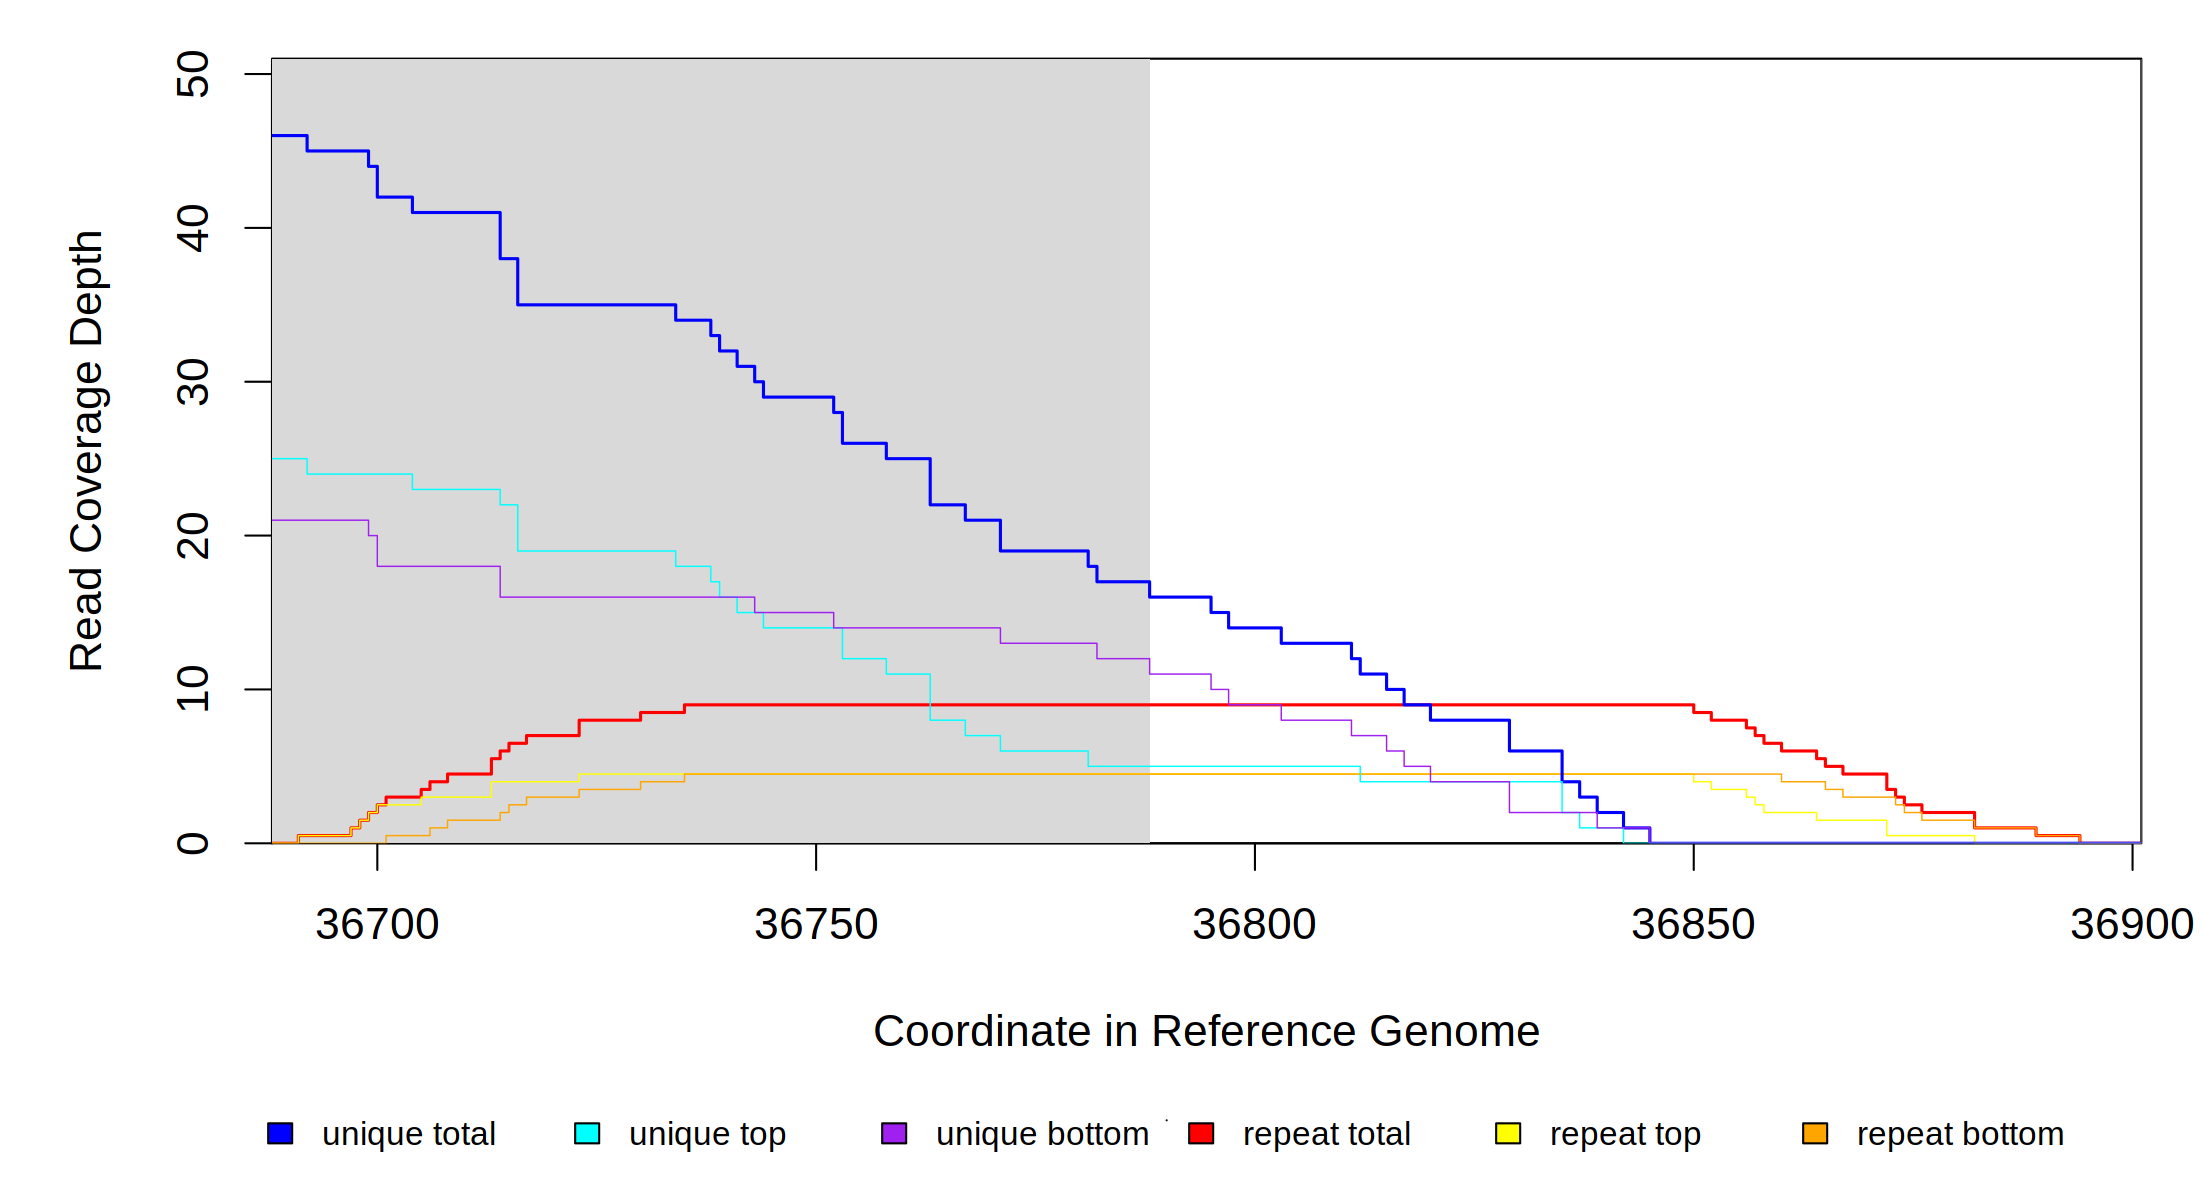 Read Coverage Depth
50
40
30
20
10
0
36700 36750 36800 36850 36900
Coordinate in Reference Genome
unique total unique top unique bottom repeat total repeat top repeat bottom